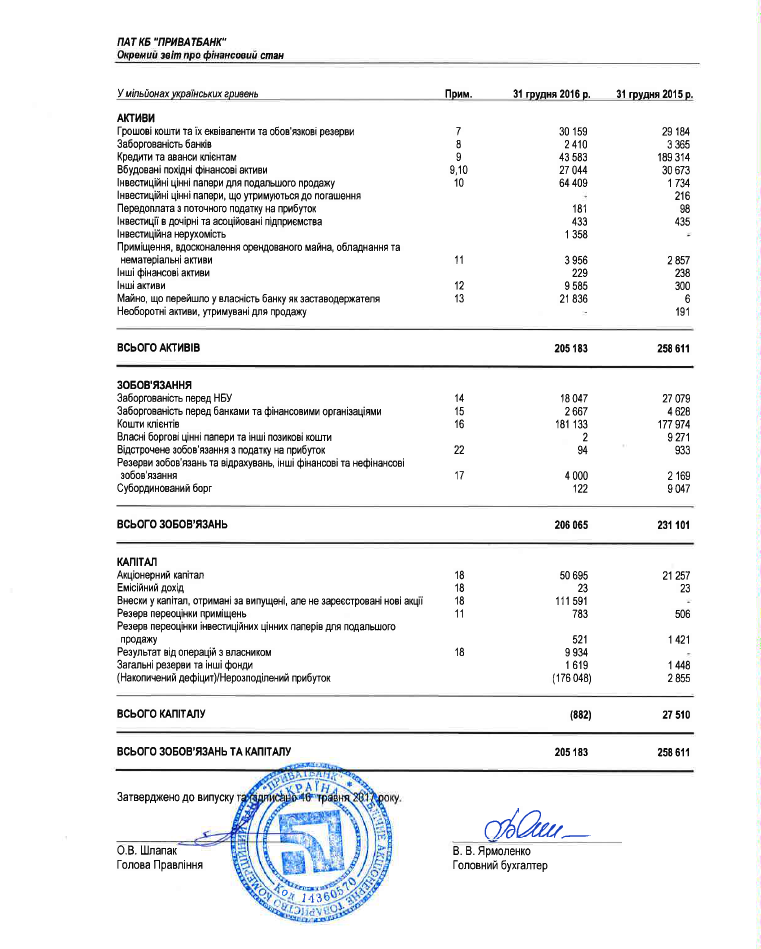 ПАТ КБ "ПРИВАТБАНК"
Окремий звіт про фінансовий стан
У мільйонах українських гривень Прим. 31 грудня 2016 р. 31 грудня 2015 р.
АКТИВИ
Грошові кошти та їх еквіваленти та обов'язкові резерви 7 30 159 29 184
Заборгованість банків 8 2 410 3 365
Кредити та аванси клієнтам 9 43 583 189 314
Вбудовані похідні фінансові активи 9,10 27 044 30 673
Інвестиційні цінні папери для подальшого продажу 10 64 409 1 734
Інвестиційні цінні папери, що утримуються до погашення - 216
Передоплата з поточного податку на прибуток 181 98
Інвестиції в дочірні та асоційовані підприємства 433 435
Інвестиційна нерухомість 1 358 -
Приміщення, вдосконалення орендованого майна, обладнання та
нематеріальні активи 11 3 956 2 857
Інші фінансові активи 229 238
Інші активи 12 9 585 300
Майно, що перейшло у власність банку як заставодержателя 13 21 836 6
Необоротні активи, утримувані для продажу - 191
ВСЬОГО АКТИВІВ 205 183 258 611
ЗОБОВ'ЯЗАННЯ
Заборгованість перед НБУ 14 18 047 27 079
Заборгованість перед банками та фінансовими організаціями 15 2 667 4 628
Кошти клієнтів 16 181 133 177 974
Власні боргові цінні папери та інші позикові кошти 2 9 271
Відстрочене зобов'язання з податку на прибуток 22 94 933
Резерви зобов'язань та відрахувань, інші фінансові та нефінансові
зобов'язання 17 4 000 2 169
Субординований борг 122 9 047
ВСЬОГО ЗОБОВ'ЯЗАНЬ 206 065 231 101
КАПІТАЛ
Акціонерний капітал 18 50 695 21 257
Емісійний дохід 18 23 23
Внески у капітал, отримані за випущені, але не зареєстровані нові акції 18 111 591 -
Резерв переоцінки приміщень 11 783 506
Резерв переоцінки інвестиційних цінних паперів для подальшого
продажу 521 1 421
Результат від операцій з власником 18 9 934 -
Загальні резерви та інші фонди 1 619 1 448
(Накопичений дефіцит)/Нерозподілений прибуток (176 048) 2 855
ВСЬОГО КАПІТАЛУ (882) 27 510
ВСЬОГО ЗОБОВ'ЯЗАНЬ ТА КАПІТАЛУ 205 183 258 611
Затверджено до випуску та підписано травня 2017 року.
О.В. Шлапак В. В. Ярмоленко
Голова Правління Головний бухгалтер
УКРАЇНА
"ПРИВАТБАНК"
ПУБЛІЧНЕ АКЦІОНЕРНЕ ТОВАРИСТВО КОМЕРЦІЙНИЙ БАНК
Код 14360570